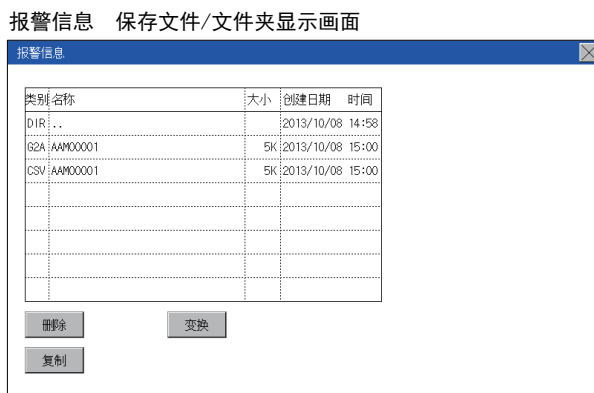 报警信息　保存文件/文件夹显示画面
报警信息
类别 名称 大小 创建日期 时间
DIR .. 2013/10/08 14:58
G2A AAM00001 5K 2013/10/08 15:00
CSV AAM00001 5K 2013/10/08 15:00
删除 变换
复制